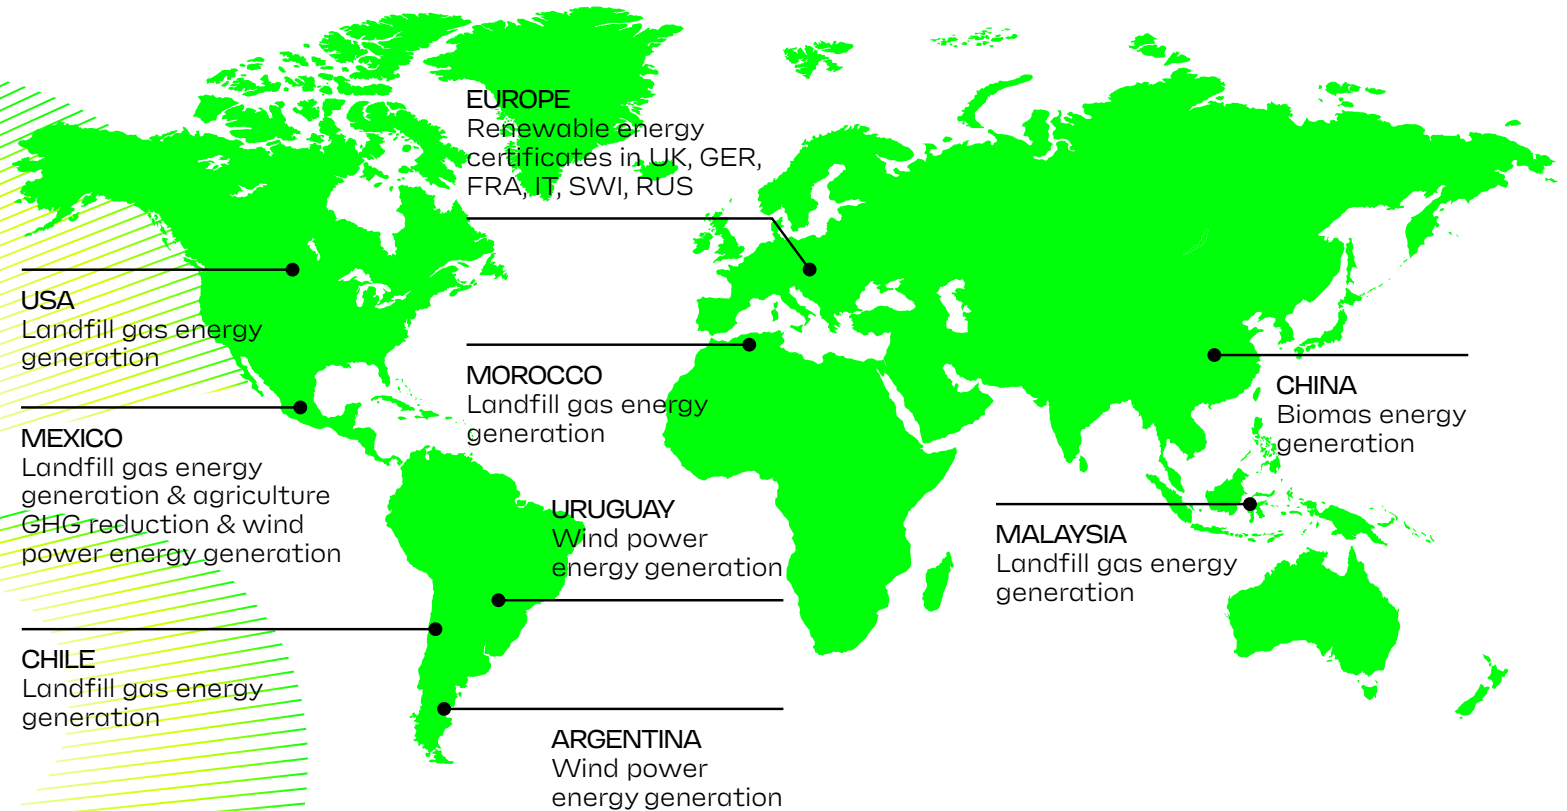 EUROPE
Renewable energy
certificates in UK, GER,
FRA, IT, SWI, RUS
USA
Landfill gas energy
generation
MOROCCO
Landfill gas energy
generation
CHINA
Biomas energy
generation
MEXICO
Landfill gas energy
generation & agriculture
GHG reduction & wind
power energy generation
URUGUAY
Wind power
energy generation
MALAYSIA
Landfill gas energy
generation
CHILE
Landfill gas energy
generation
ARGENTINA
Wind power
energy generation